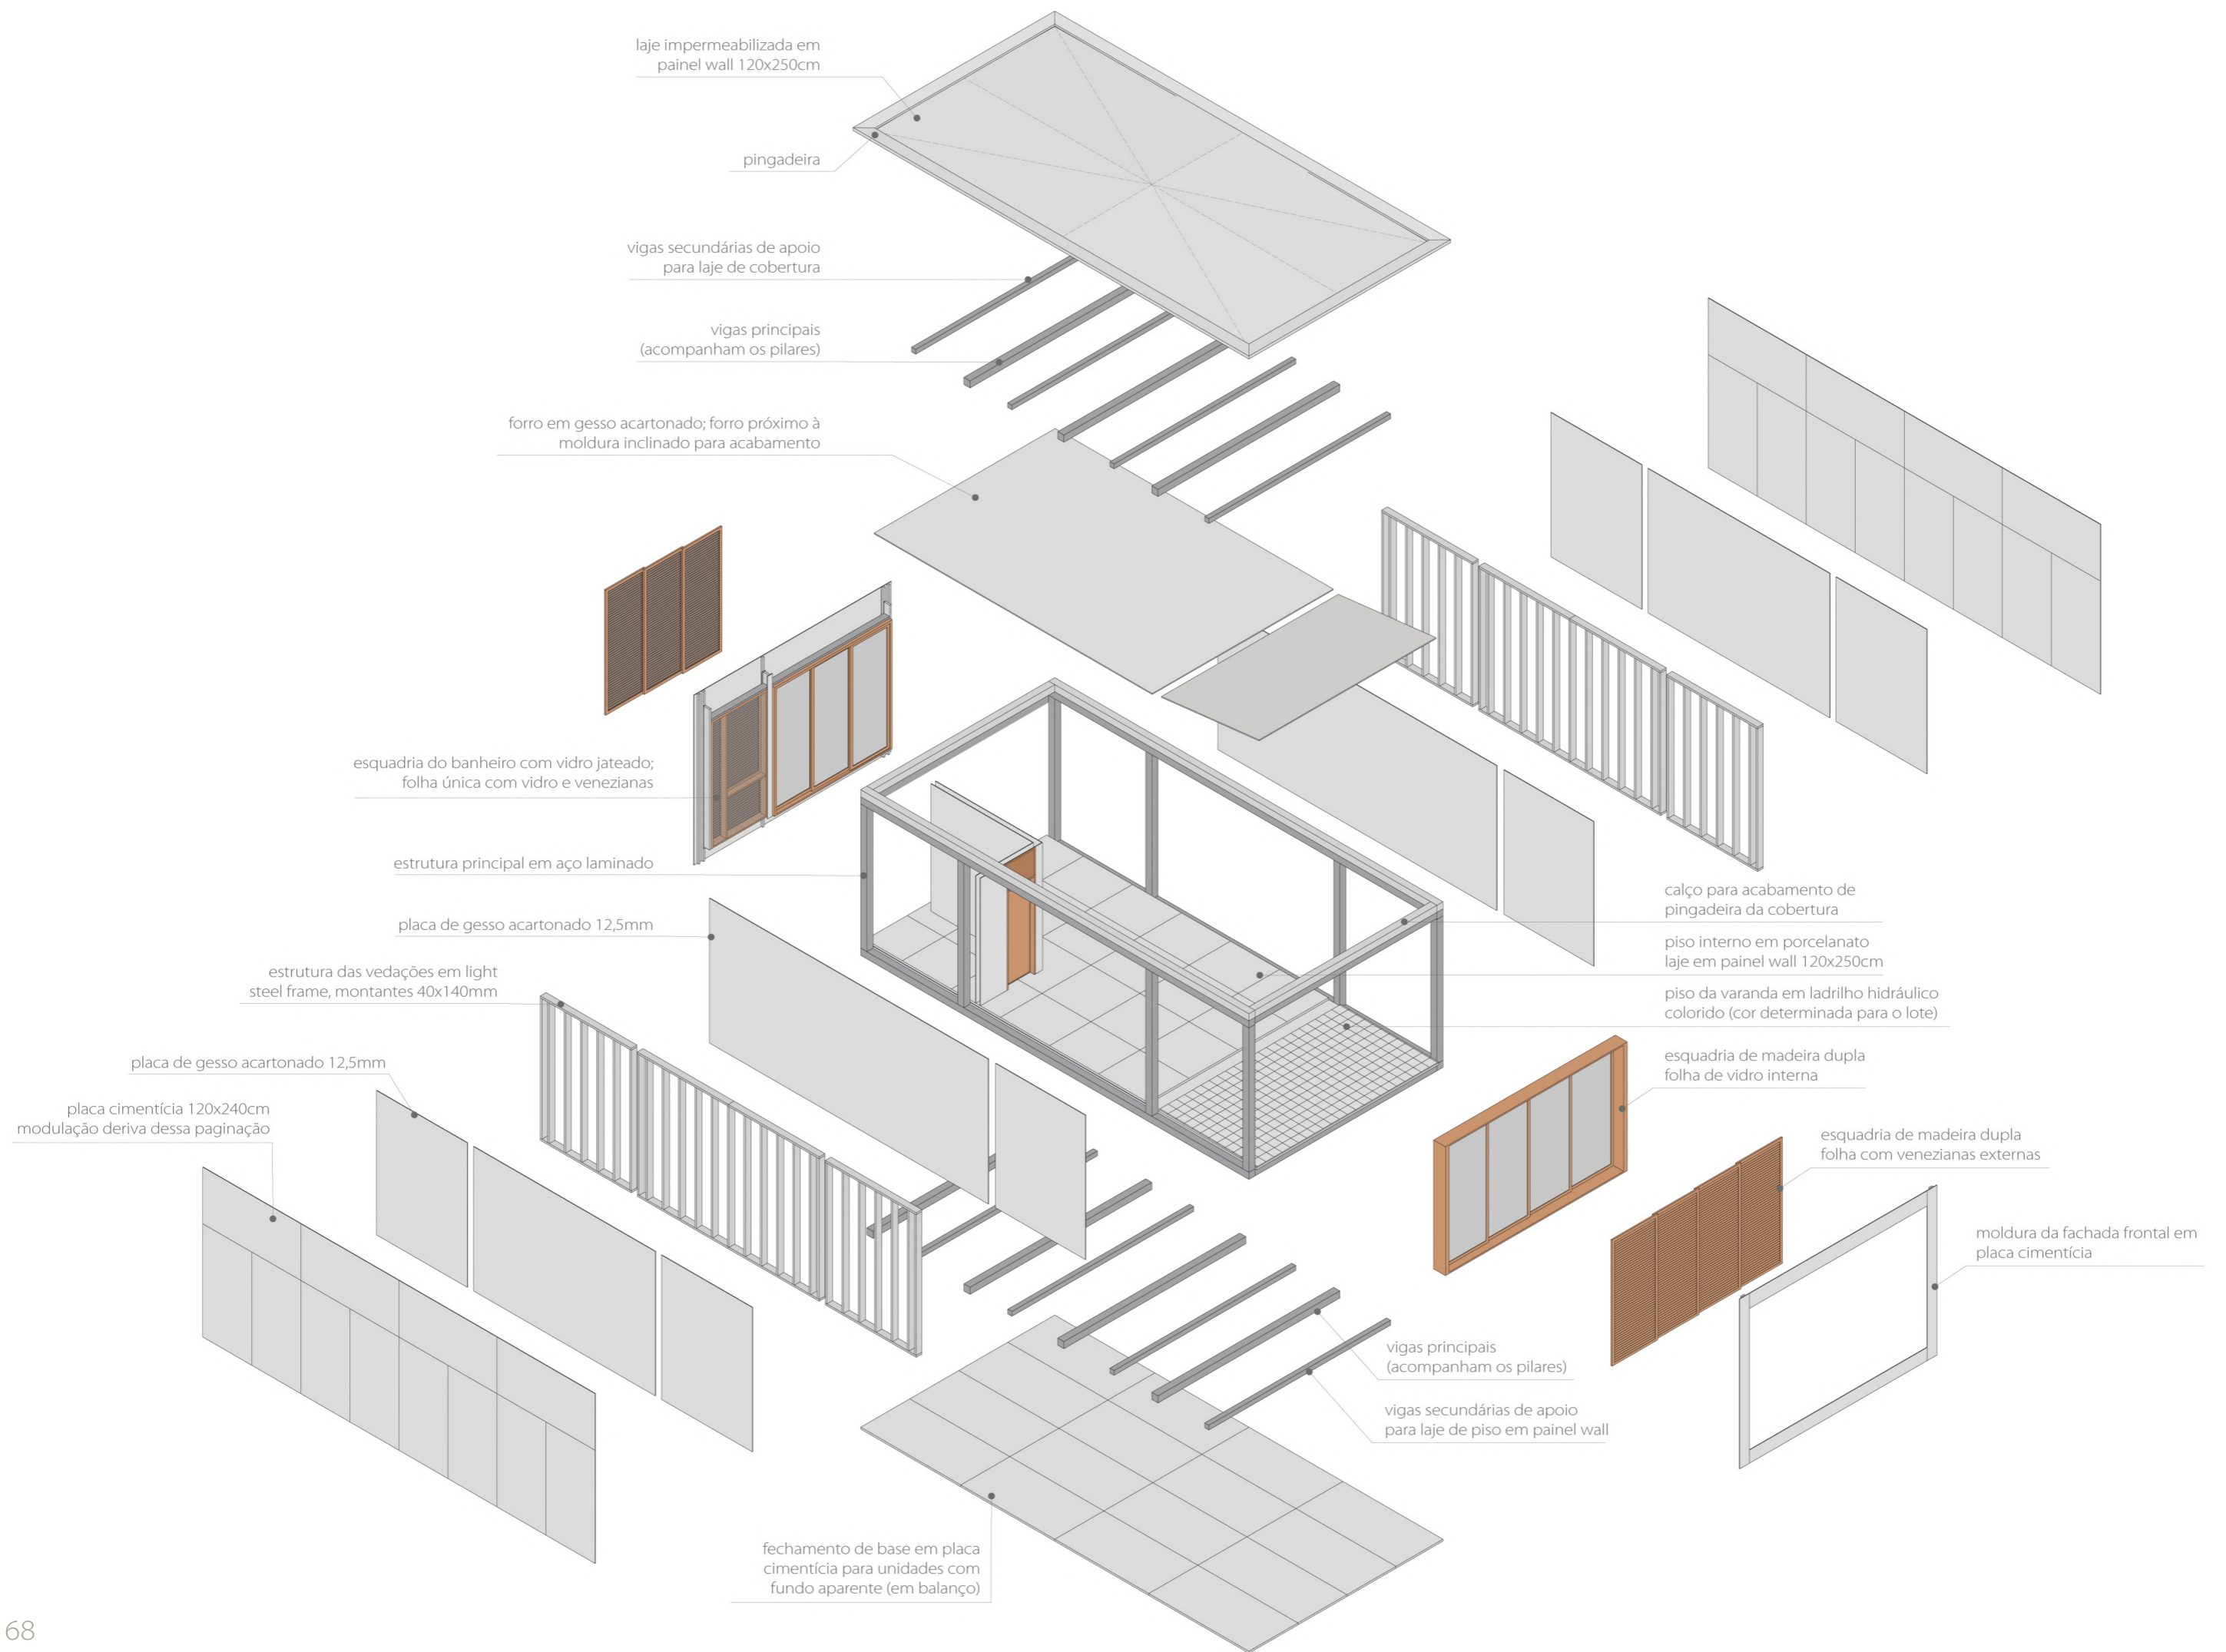 laje impermeabilizada em
painel wall 120x250cm
pingadeira
vigas secundárias de apoio
para laje de cobertura
vigas principais
(acompanham os pilares)
forro em gesso acartonado; forro próximo à
moldura inclinado para acabamento
esquadria do banheiro com vidro jateado;
folha única com vidro e venezianas
estrutura principal em aço laminado
placa de gesso acartonado 12,5mm
estrutura das vedações em light
steel frame, montantes 40x140mm
placa de gesso acartonado 12,5mm
placa cimentícia 120x240cm
modulação deriva dessa paginação
calço para acabamento de
pingadeira da cobertura
piso interno em porcelanato
laje em painel wall 120x250cm
piso da varanda em ladrilho hidráulico
colorido (cor determinada para o lote)
esquadria de madeira dupla
folha de vidro interna
esquadria de madeira dupla
folha com venezianas externas
moldura da fachada frontal em
placa cimentícia
vigas principais
(acompanham os pilares)
vigas secundárias de apoio
para laje de piso em painel wall
fechamento de base em placa
cimentícia para unidades com
fundo aparente (em balanço)
68